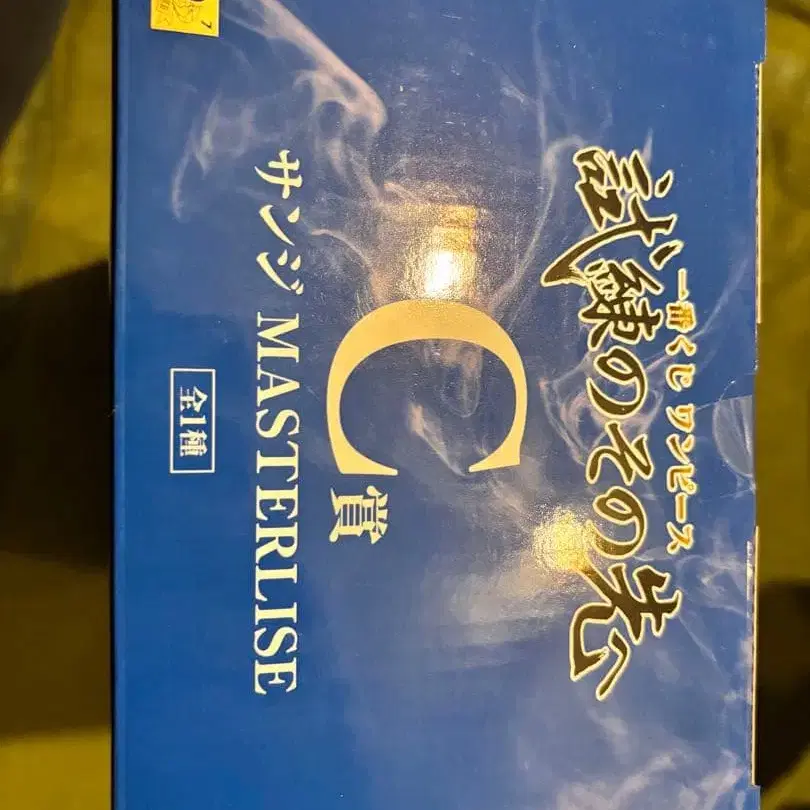 一番くじ ワンピース
試練のその先
C賞
サンジ MASTERLISE
全1種